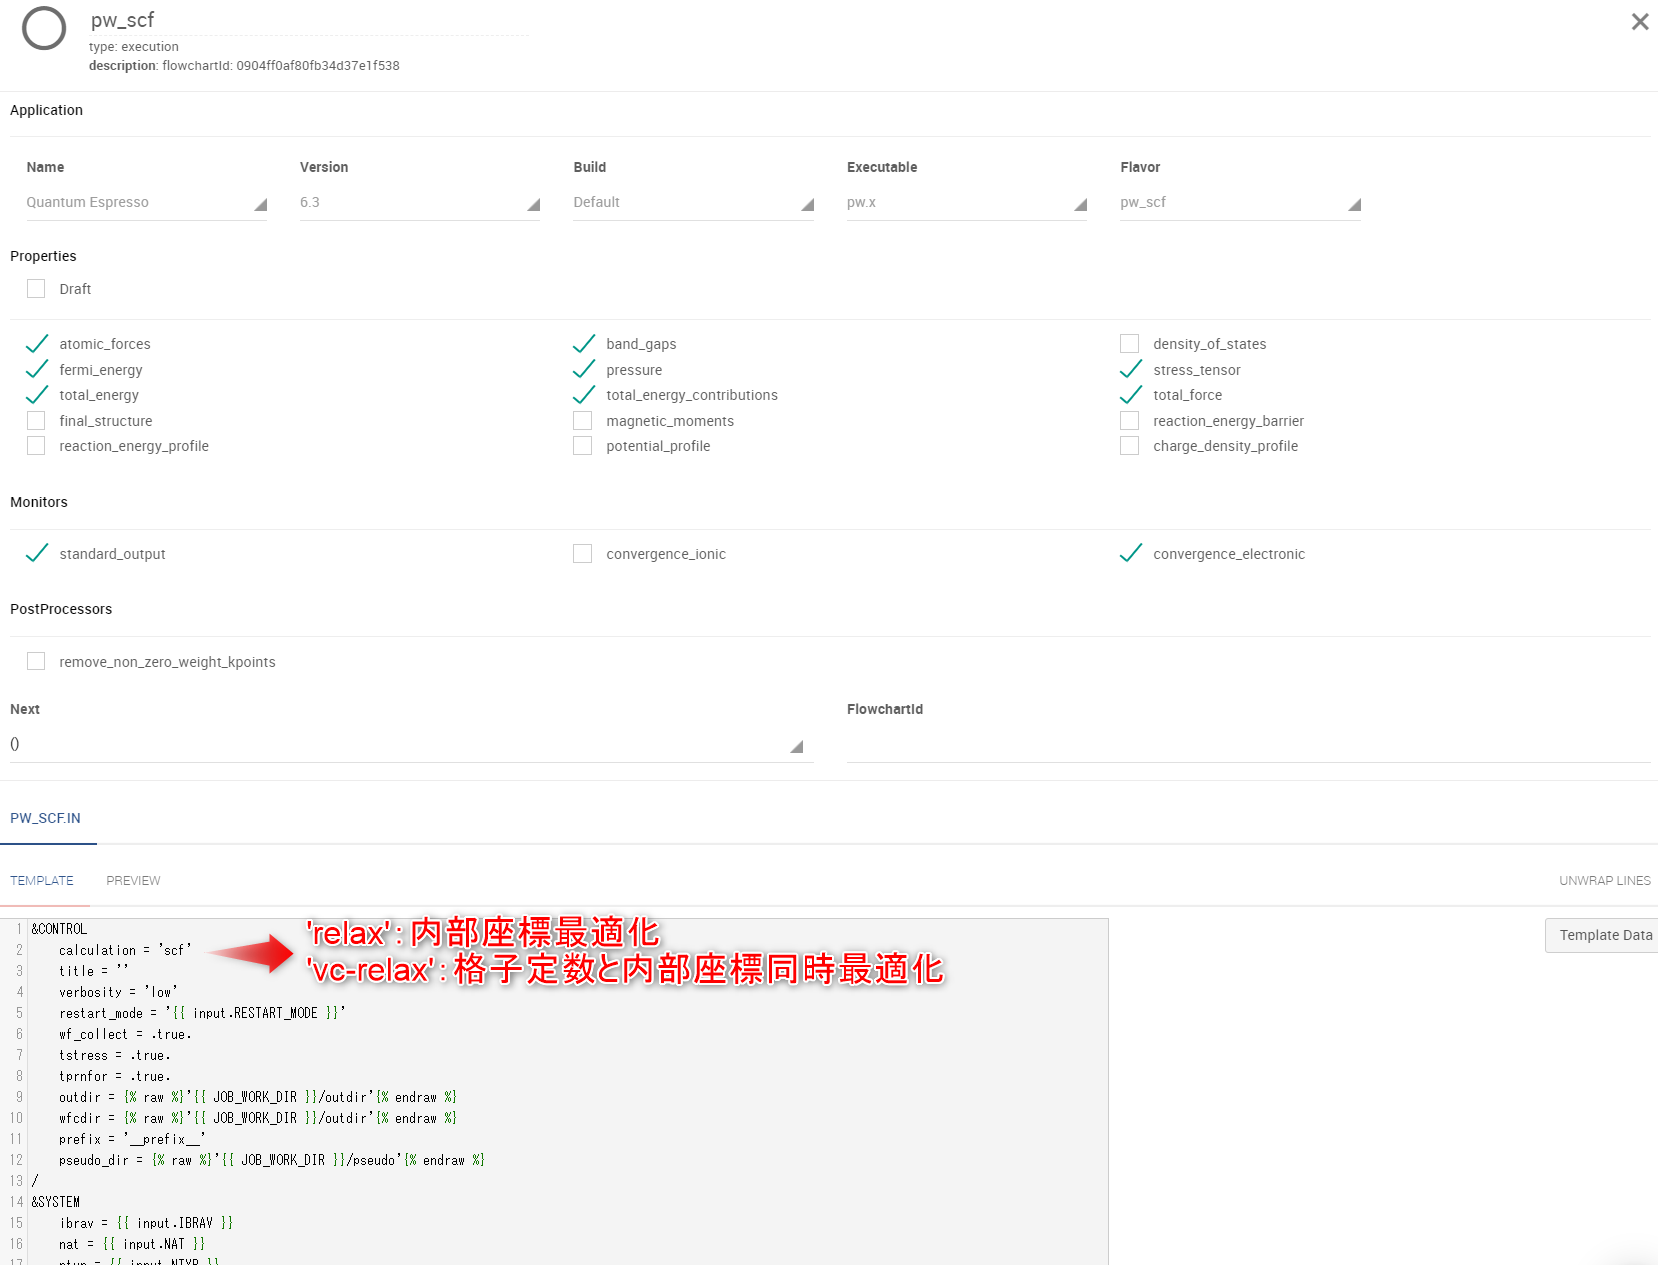 pw_scf
type: execution
description: flowchartId: 0904ff0af80fb34d37e1f538
Application
Name Version Build Executable Flavor
Quantum Espresso 6.3 Default pw.x pw_scf
Properties
Draft
atomic_forces band_gaps density_of_states
fermi_energy pressure stress_tensor
total_energy total_energy_contributions total_force
final_structure magnetic_moments reaction_energy_barrier
reaction_energy_profile potential_profile charge_density_profile
Monitors
standard_output convergence_ionic convergence_electronic
PostProcessors
remove_non_zero_weight_kpoints
Next FlowchartId
()
PW_SCF.IN
TEMPLATE PREVIEW UNWRAP LINES
Template Data
'relax': 内部座標最適化
'vc-relax': 格子定数と内部座標同時最適化
1 &CONTROL
2 calculation = 'scf'
3 title = ''
4 verbosity = 'low'
5 restart_mode = '{{ input.RESTART_MODE }}'
6 wf_collect = .true.
7 tstress = .true.
8 tprnfor = .true.
9 outdir = {% raw %}'{{ JOB_WORK_DIR }}/outdir'{% endraw %}
10 wfcdir = {% raw %}'{{ JOB_WORK_DIR }}/outdir'{% endraw %}
11 prefix = '__prefix__'
12 pseudo_dir = {% raw %}'{{ JOB_WORK_DIR }}/pseudo'{% endraw %}
13 /
14 &SYSTEM
15 ibrav = {{ input.IBRAV }}
16 nat = {{ input.NAT }}
17 ntyp = {{ input.NTYP }}